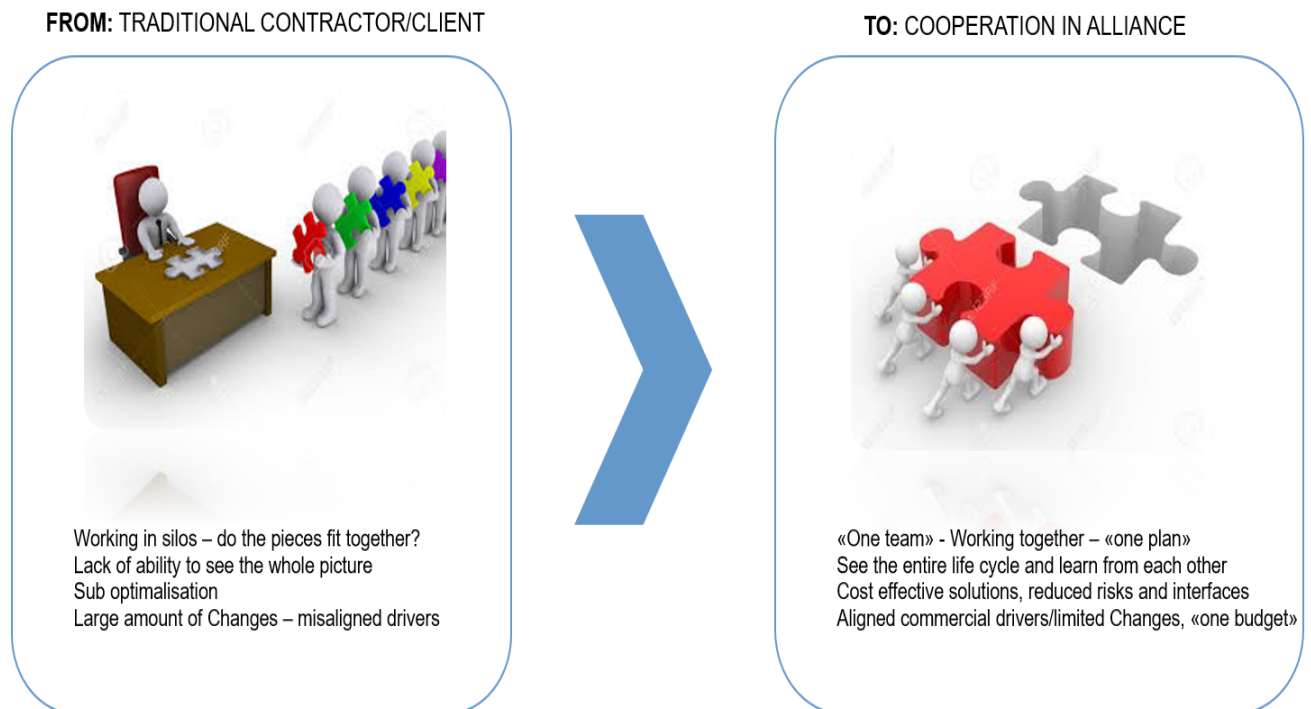 FROM: TRADITIONAL CONTRACTOR/CLIENT
Working in silos – do the pieces fit together?
Lack of ability to see the whole picture
Sub optimalisation
Large amount of Changes – misaligned drivers
TO: COOPERATION IN ALLIANCE
«One team» - Working together – «one plan»
See the entire life cycle and learn from each other
Cost effective solutions, reduced risks and interfaces
Aligned commercial drivers/limited Changes, «one budget»